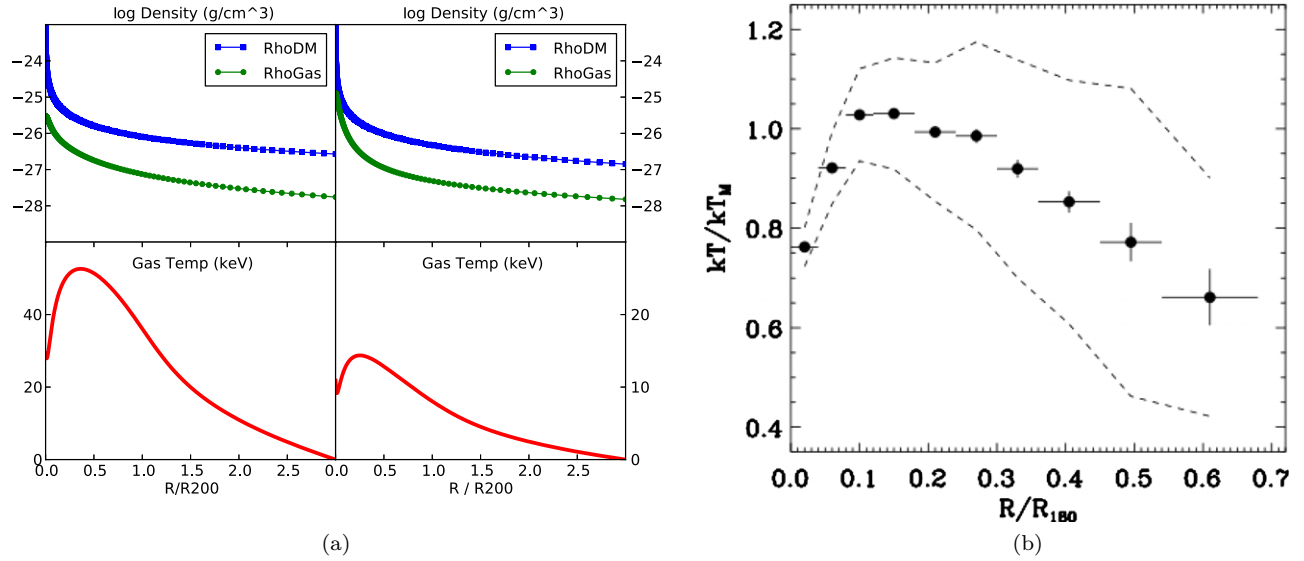 log Density (g/cm^3)
RhoDM
RhoGas
−24
−25
−26
−27
−28
log Density (g/cm^3)
RhoDM
RhoGas
−24
−25
−26
−27
−28
Gas Temp (keV)
40
20
0
0.0 0.5 1.0 1.5 2.0 2.5
R/R200
Gas Temp (keV)
20
10
0
0.0 0.5 1.0 1.5 2.0 2.5
R / R200
(a)
1.2
1.0
0.8
0.6
0.4
kT/kT_M
0.0 0.1 0.2 0.3 0.4 0.5 0.6 0.7
R/R_180
(b)